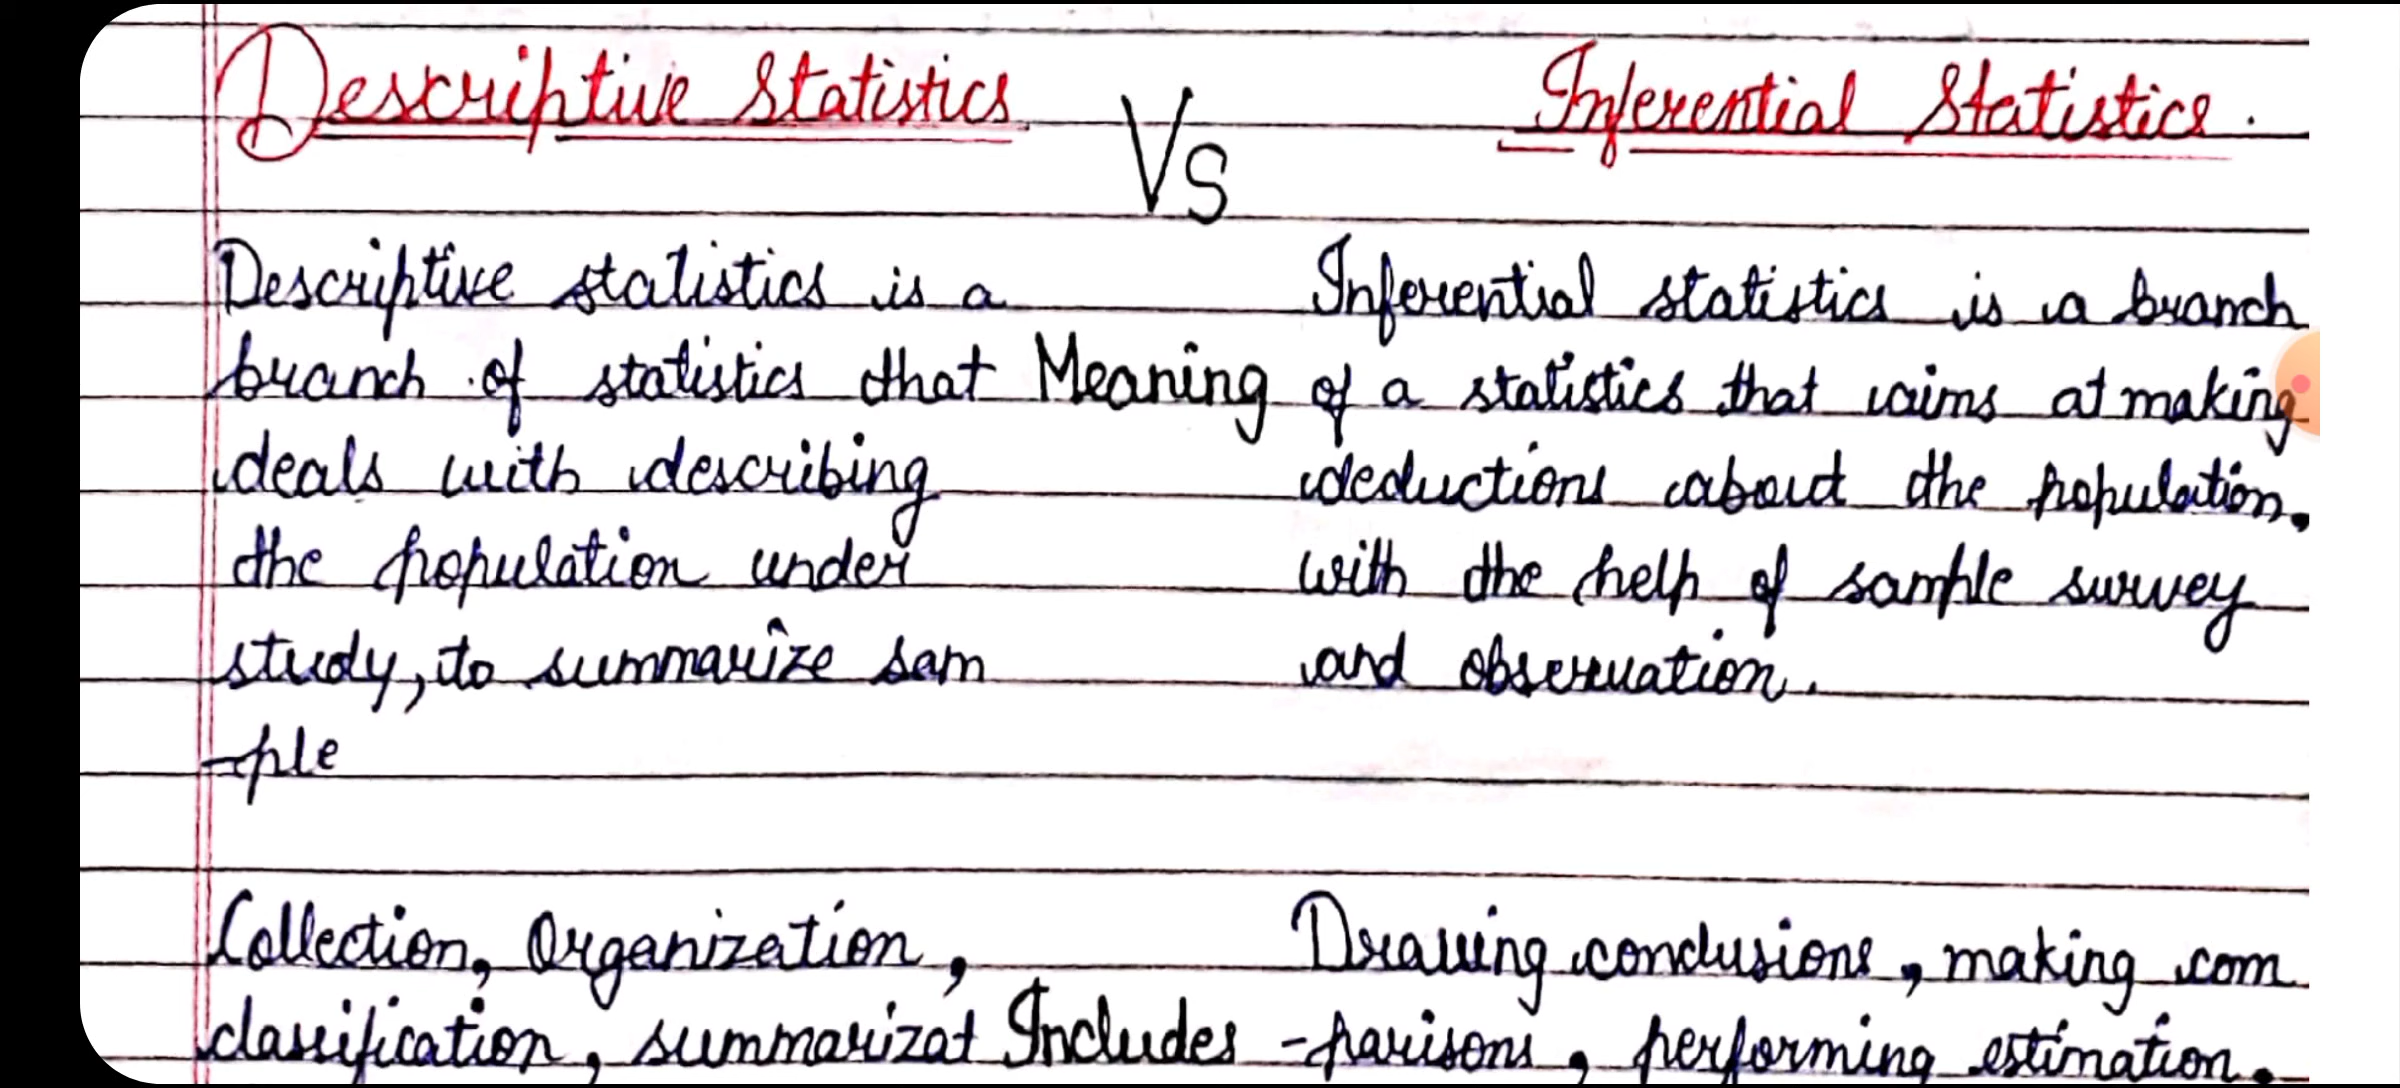 Descriptive Statistics Vs Inferential Statistics.
Descriptive statistics is a Inferential statistics is a branch
branch of statistics that Meaning of a statistics that aims at making
deals with describing deductions about the population.
the population under with the help of sample survey
study, to summarize sam and observation.
-ple
Collection, Organization, Drawing conclusions, making com
classification, summarizat Includes -parisons, performing estimation.